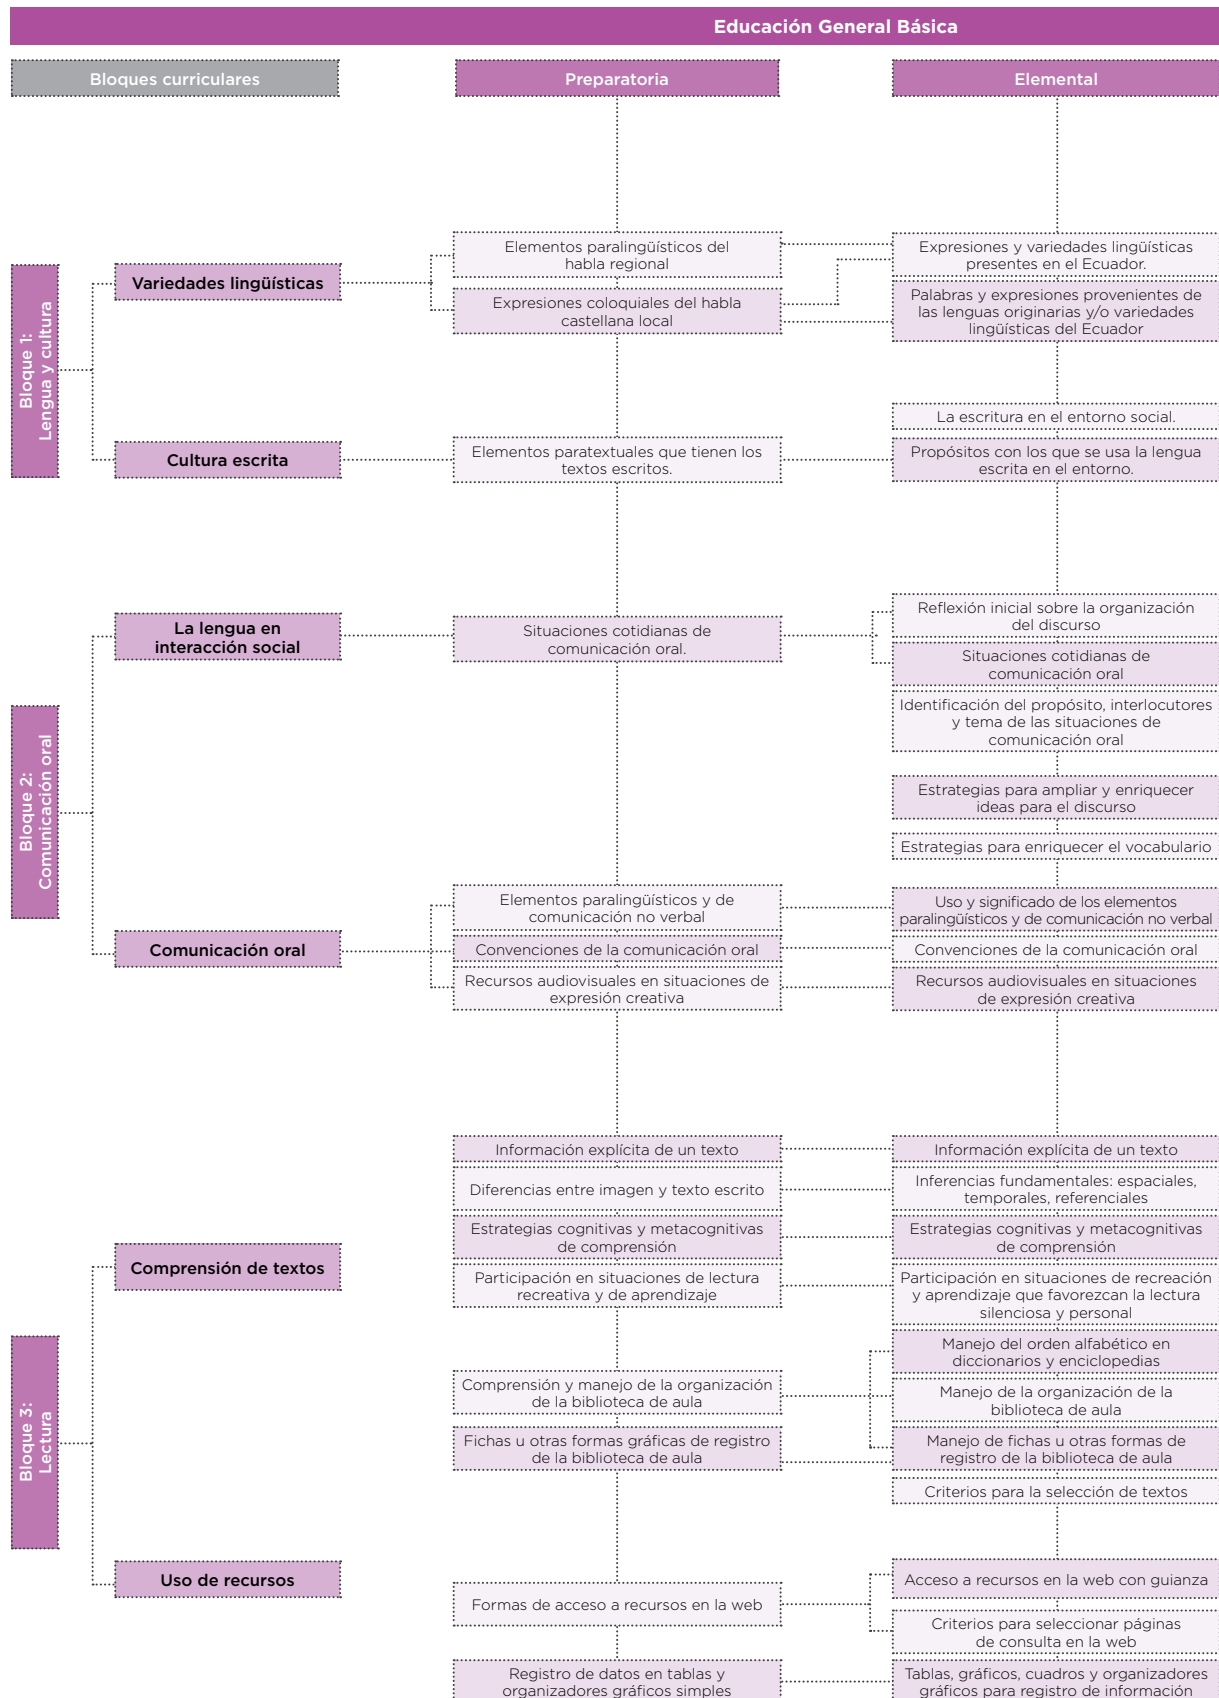 Educación General Básica
Bloques curriculares
Preparatoria
Elemental
Bloque 1:
Lengua y cultura
Variedades lingüísticas
Elementos paralingüísticos del
habla regional
Expresiones coloquiales del habla
castellana local
Expresiones y variedades lingüísticas
presentes en el Ecuador.
Palabras y expresiones provenientes de
las lenguas originarias y/o variedades
lingüísticas del Ecuador
Cultura escrita
Elementos paratextuales que tienen los
textos escritos.
La escritura en el entorno social.
Propósitos con los que se usa la lengua
escrita en el entorno.
Bloque 2:
Comunicación oral
La lengua en
interacción social
Situaciones cotidianas de
comunicación oral.
Reflexión inicial sobre la organización
del discurso
Situaciones cotidianas de
comunicación oral
Identificación del propósito, interlocutores
y tema de las situaciones de
comunicación oral
Estrategias para ampliar y enriquecer
ideas para el discurso
Estrategias para enriquecer el vocabulario
Comunicación oral
Elementos paralingüísticos y de
comunicación no verbal
Convenciones de la comunicación oral
Recursos audiovisuales en situaciones de
expresión creativa
Uso y significado de los elementos
paralingüísticos y de comunicación no verbal
Convenciones de la comunicación oral
Recursos audiovisuales en situaciones
de expresión creativa
Bloque 3:
Lectura
Comprensión de textos
Información explícita de un texto
Diferencias entre imagen y texto escrito
Estrategias cognitivas y metacognitivas
de comprensión
Participación en situaciones de lectura
recreativa y de aprendizaje
Información explícita de un texto
Inferencias fundamentales: espaciales,
temporales, referenciales
Estrategias cognitivas y metacognitivas
de comprensión
Participación en situaciones de recreación
y aprendizaje que favorezcan la lectura
silenciosa y personal
Uso de recursos
Comprensión y manejo de la organización
de la biblioteca de aula
Fichas u otras formas gráficas de registro
de la biblioteca de aula
Manejo del orden alfabético en
diccionarios y enciclopedias
Manejo de la organización de la
biblioteca de aula
Manejo de fichas u otras formas de
registro de la biblioteca de aula
Criterios para la selección de textos
Formas de acceso a recursos en la web
Acceso a recursos en la web con guianza
Criterios para seleccionar páginas
de consulta en la web
Registro de datos en tablas y
organizadores gráficos simples
Tablas, gráficos, cuadros y organizadores
gráficos para registro de información